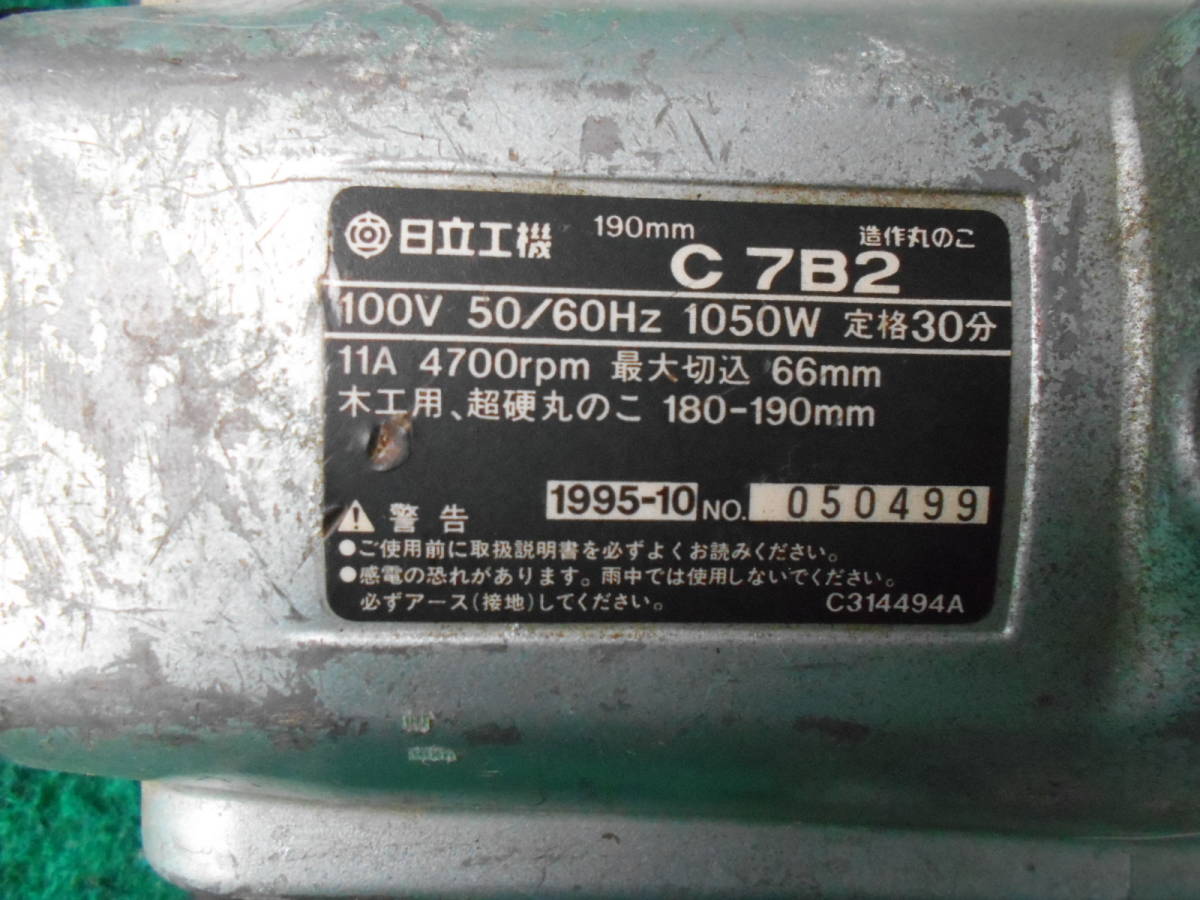 日立工機 190mm 造作丸のこ
C 7B2
100V 50/60Hz 1050W 定格30分
11A 4700rpm 最大切込 66mm
木工用、超硬丸のこ 180-190mm
1995-10 NO. 050499
警告
●ご使用前に取扱説明書を必ずよくお読みください。
●感電の恐れがあります。雨中では使用しないでください。
必ずアース(接地)してください。 C314494A